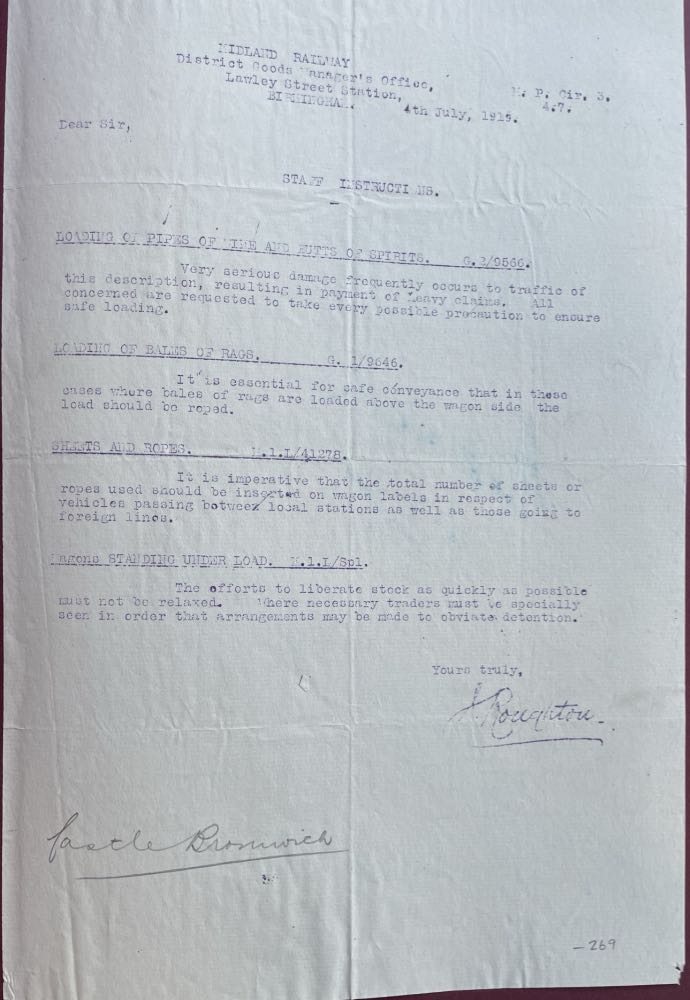 MIDLAND RAILWAY
District Goods Manager's Office,
Lawley Street Station,
BIRMINGHAM.
M. P. Cir. 3.
4.7.
4th July, 1915.
Dear Sir,
STAFF INSTRUCTIONS.
LOADING OF PIPES OF WINE AND BUTTS OF SPIRITS. G.2/9566.
Very serious damage frequently occurs to traffic of
this description, resulting in payment of heavy claims. All
concerned are requested to take every possible precaution to ensure
safe loading.
LOADING OF BALES OF RAGS. G. 1/9646.
It is essential for safe conveyance that in these
cases where bales of rags are loaded above the wagon side the
load should be roped.
SHEETS AND ROPES. M.1.L/41278.
It is imperative that the total number of sheets or
ropes used should be inserted on wagon labels in respect of
vehicles passing between local stations as well as those going to
foreign lines.
Wagons STANDING UNDER LOAD. M.1.L/Spl.
The efforts to liberate stock as quickly as possible
must not be relaxed. Where necessary traders must be specially
seen in order that arrangements may be made to obviate detention.
Yours truly,
Roughton
Castle Bromwich
-269